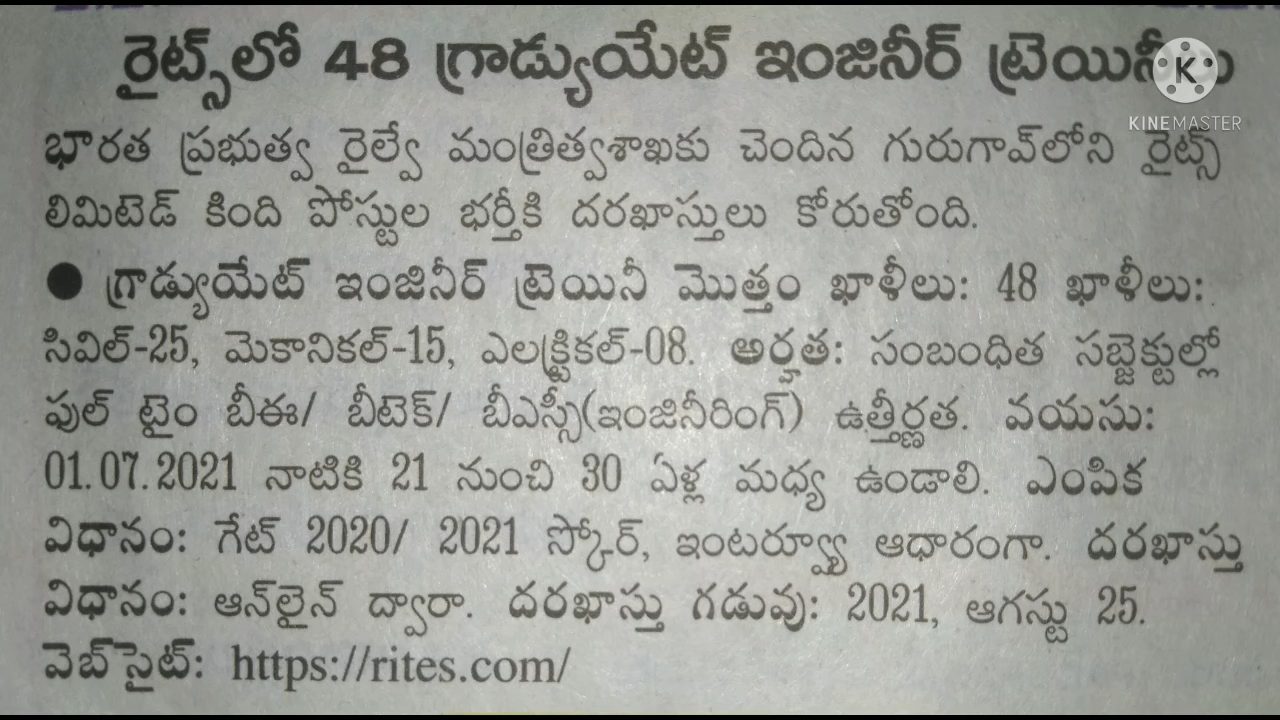 రైట్స్‌లో 48 గ్రాడ్యుయేట్ ఇంజినీర్ ట్రెయినీలు
KINEMASTER
భారత ప్రభుత్వ రైల్వే మంత్రిత్వశాఖకు చెందిన గురుగావ్‌లోని రైట్స్
లిమిటెడ్ కింది పోస్టుల భర్తీకి దరఖాస్తులు కోరుతోంది.
● గ్రాడ్యుయేట్ ఇంజినీర్ ట్రెయినీ మొత్తం ఖాళీలు: 48 ఖాళీలు:
సివిల్-25, మెకానికల్-15, ఎలక్ట్రికల్-08. అర్హత: సంబంధిత సబ్జెక్టుల్లో
ఫుల్ టైం బీఈ/ బీటెక్/ బీఎస్సీ(ఇంజినీరింగ్) ఉత్తీర్ణత. వయసు:
01.07.2021 నాటికి 21 నుంచి 30 ఏళ్ల మధ్య ఉండాలి. ఎంపిక
విధానం: గేట్ 2020/ 2021 స్కోర్, ఇంటర్వ్యూ ఆధారంగా. దరఖాస్తు
విధానం: ఆన్‌లైన్ ద్వారా. దరఖాస్తు గడువు: 2021, ఆగస్టు 25.
వెబ్‌సైట్: https://rites.com/